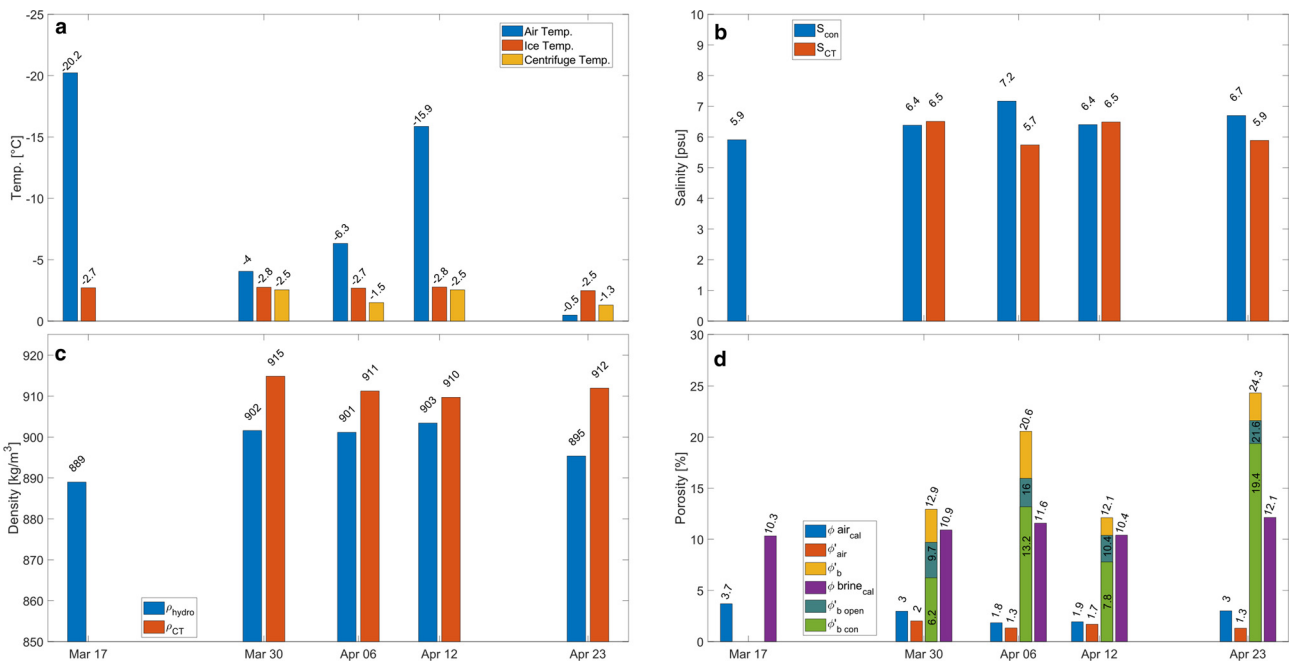 a
-25
-20
-15
-10
-5
0
Temp. [°C]
Air Temp.
Ice Temp.
Centrifuge Temp.
-20.2
-2.7
-4
-2.8
-2.5
-6.3
-2.7
-1.5
-15.9
-2.8
-2.5
-0.5
-2.5
-1.3
b
10
9
8
7
6
5
4
3
2
1
0
Salinity [psu]
S_con
S_CT
5.9
6.4
6.5
7.2
5.7
6.4
6.5
6.7
5.9
c
920
910
900
890
880
870
860
850
Density [kg/m³]
889
902
915
901
911
903
910
895
912
ρ_hydro
ρ_CT
Mar 17
Mar 30
Apr 06
Apr 12
Apr 23
d
30
25
20
15
10
5
0
Porosity [%]
ϕ air_cal
ϕ'_air
ϕ'_b
ϕ brine_cal
ϕ'_b open
ϕ'_b con
3.7
10.3
3
2
12.9
9.7
6.2
10.9
1.8
1.3
20.6
16
13.2
11.6
1.9
1.7
12.1
10.4
7.8
10.4
3
1.3
24.3
21.6
19.4
12.1
Mar 17
Mar 30
Apr 06
Apr 12
Apr 23